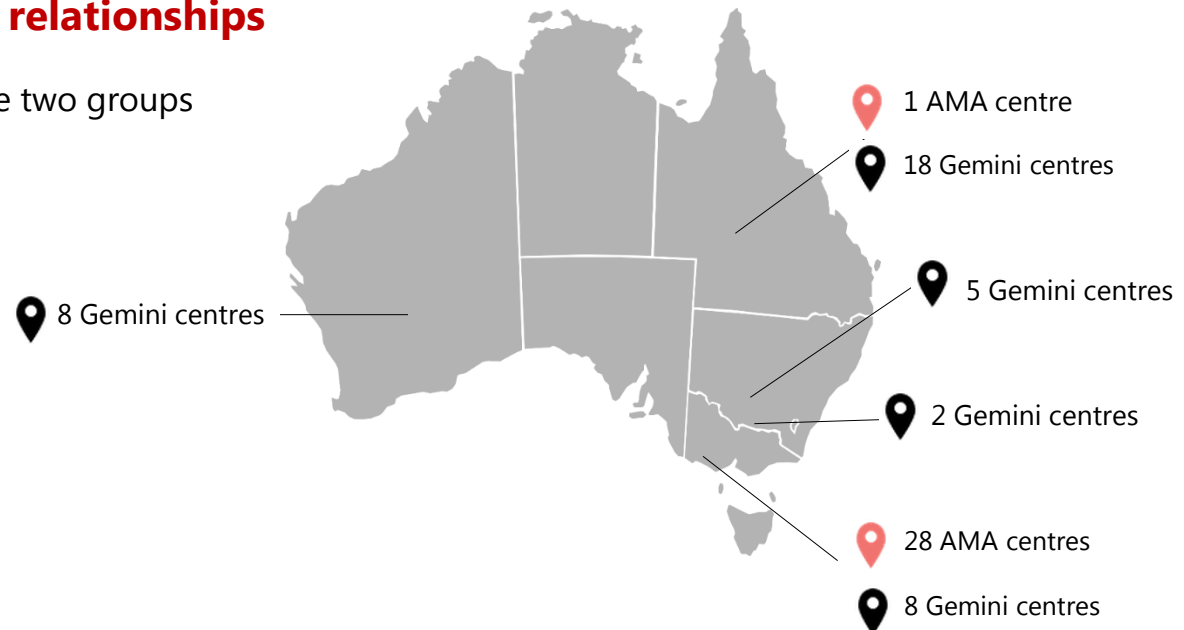 relationships
two groups
1 AMA centre
18 Gemini centres
5 Gemini centres
8 Gemini centres
2 Gemini centres
28 AMA centres
8 Gemini centres